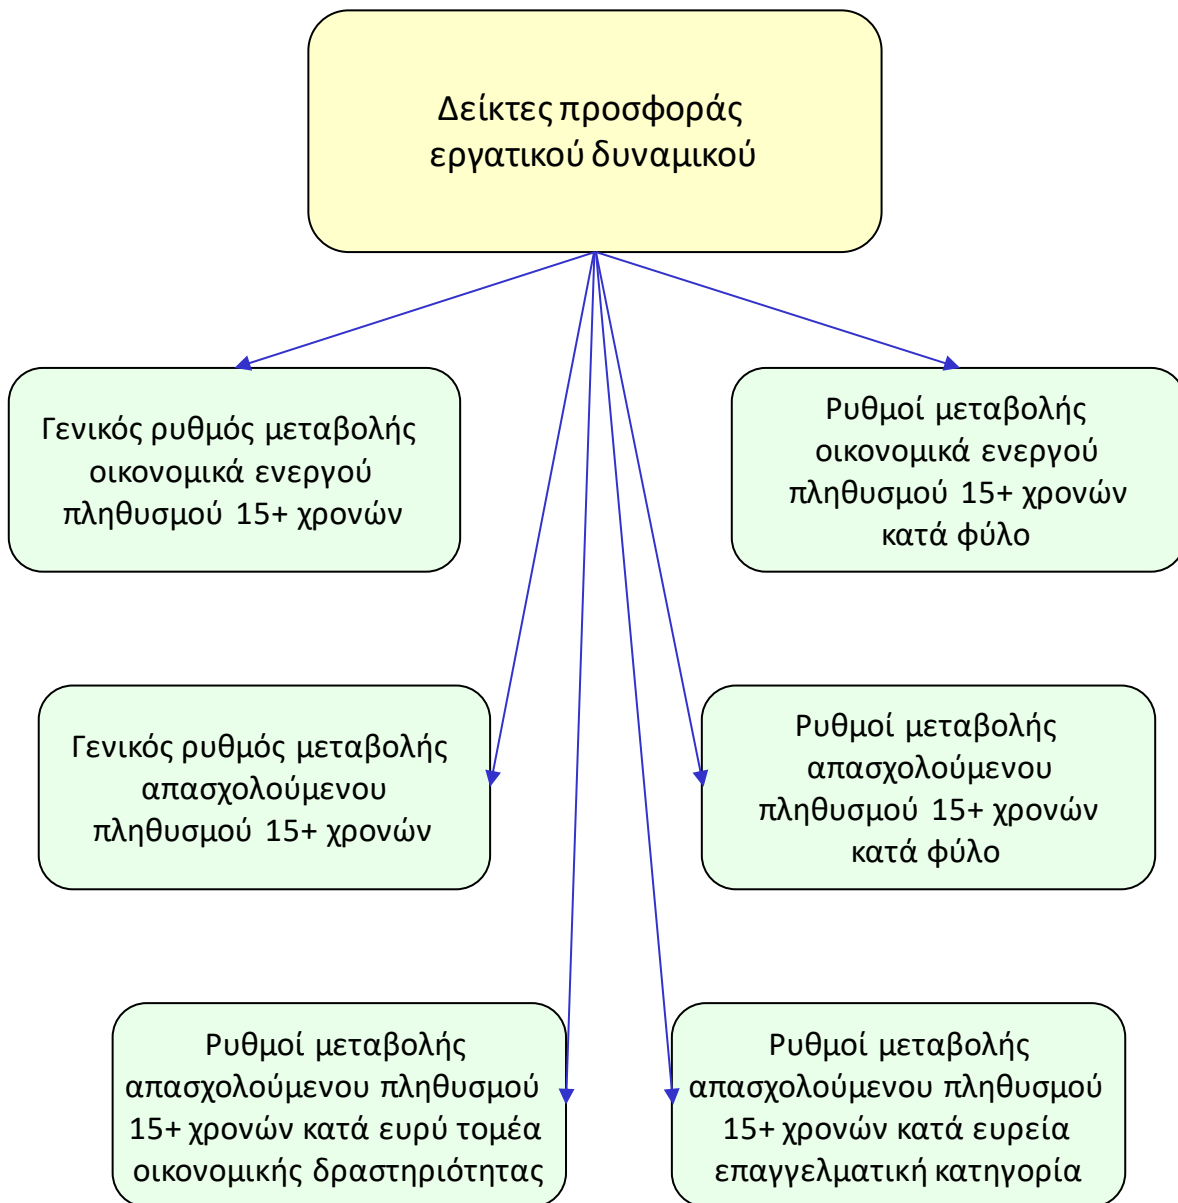 Δείκτες προσφοράς
εργατικού δυναμικού
Γενικός ρυθμός μεταβολής
οικονομικά ενεργού
πληθυσμού 15+ χρονών
Ρυθμοί μεταβολής
οικονομικά ενεργού
πληθυσμού 15+ χρονών
κατά φύλο
Γενικός ρυθμός μεταβολής
απασχολούμενου
πληθυσμού 15+ χρονών
Ρυθμοί μεταβολής
απασχολούμενου
πληθυσμού 15+ χρονών
κατά φύλο
Ρυθμοί μεταβολής
απασχολούμενου πληθυσμού
15+ χρονών κατά ευρύ τομέα
οικονομικής δραστηριότητας
Ρυθμοί μεταβολής
απασχολούμενου πληθυσμού
15+ χρονών κατά ευρεία
επαγγελματική κατηγορία